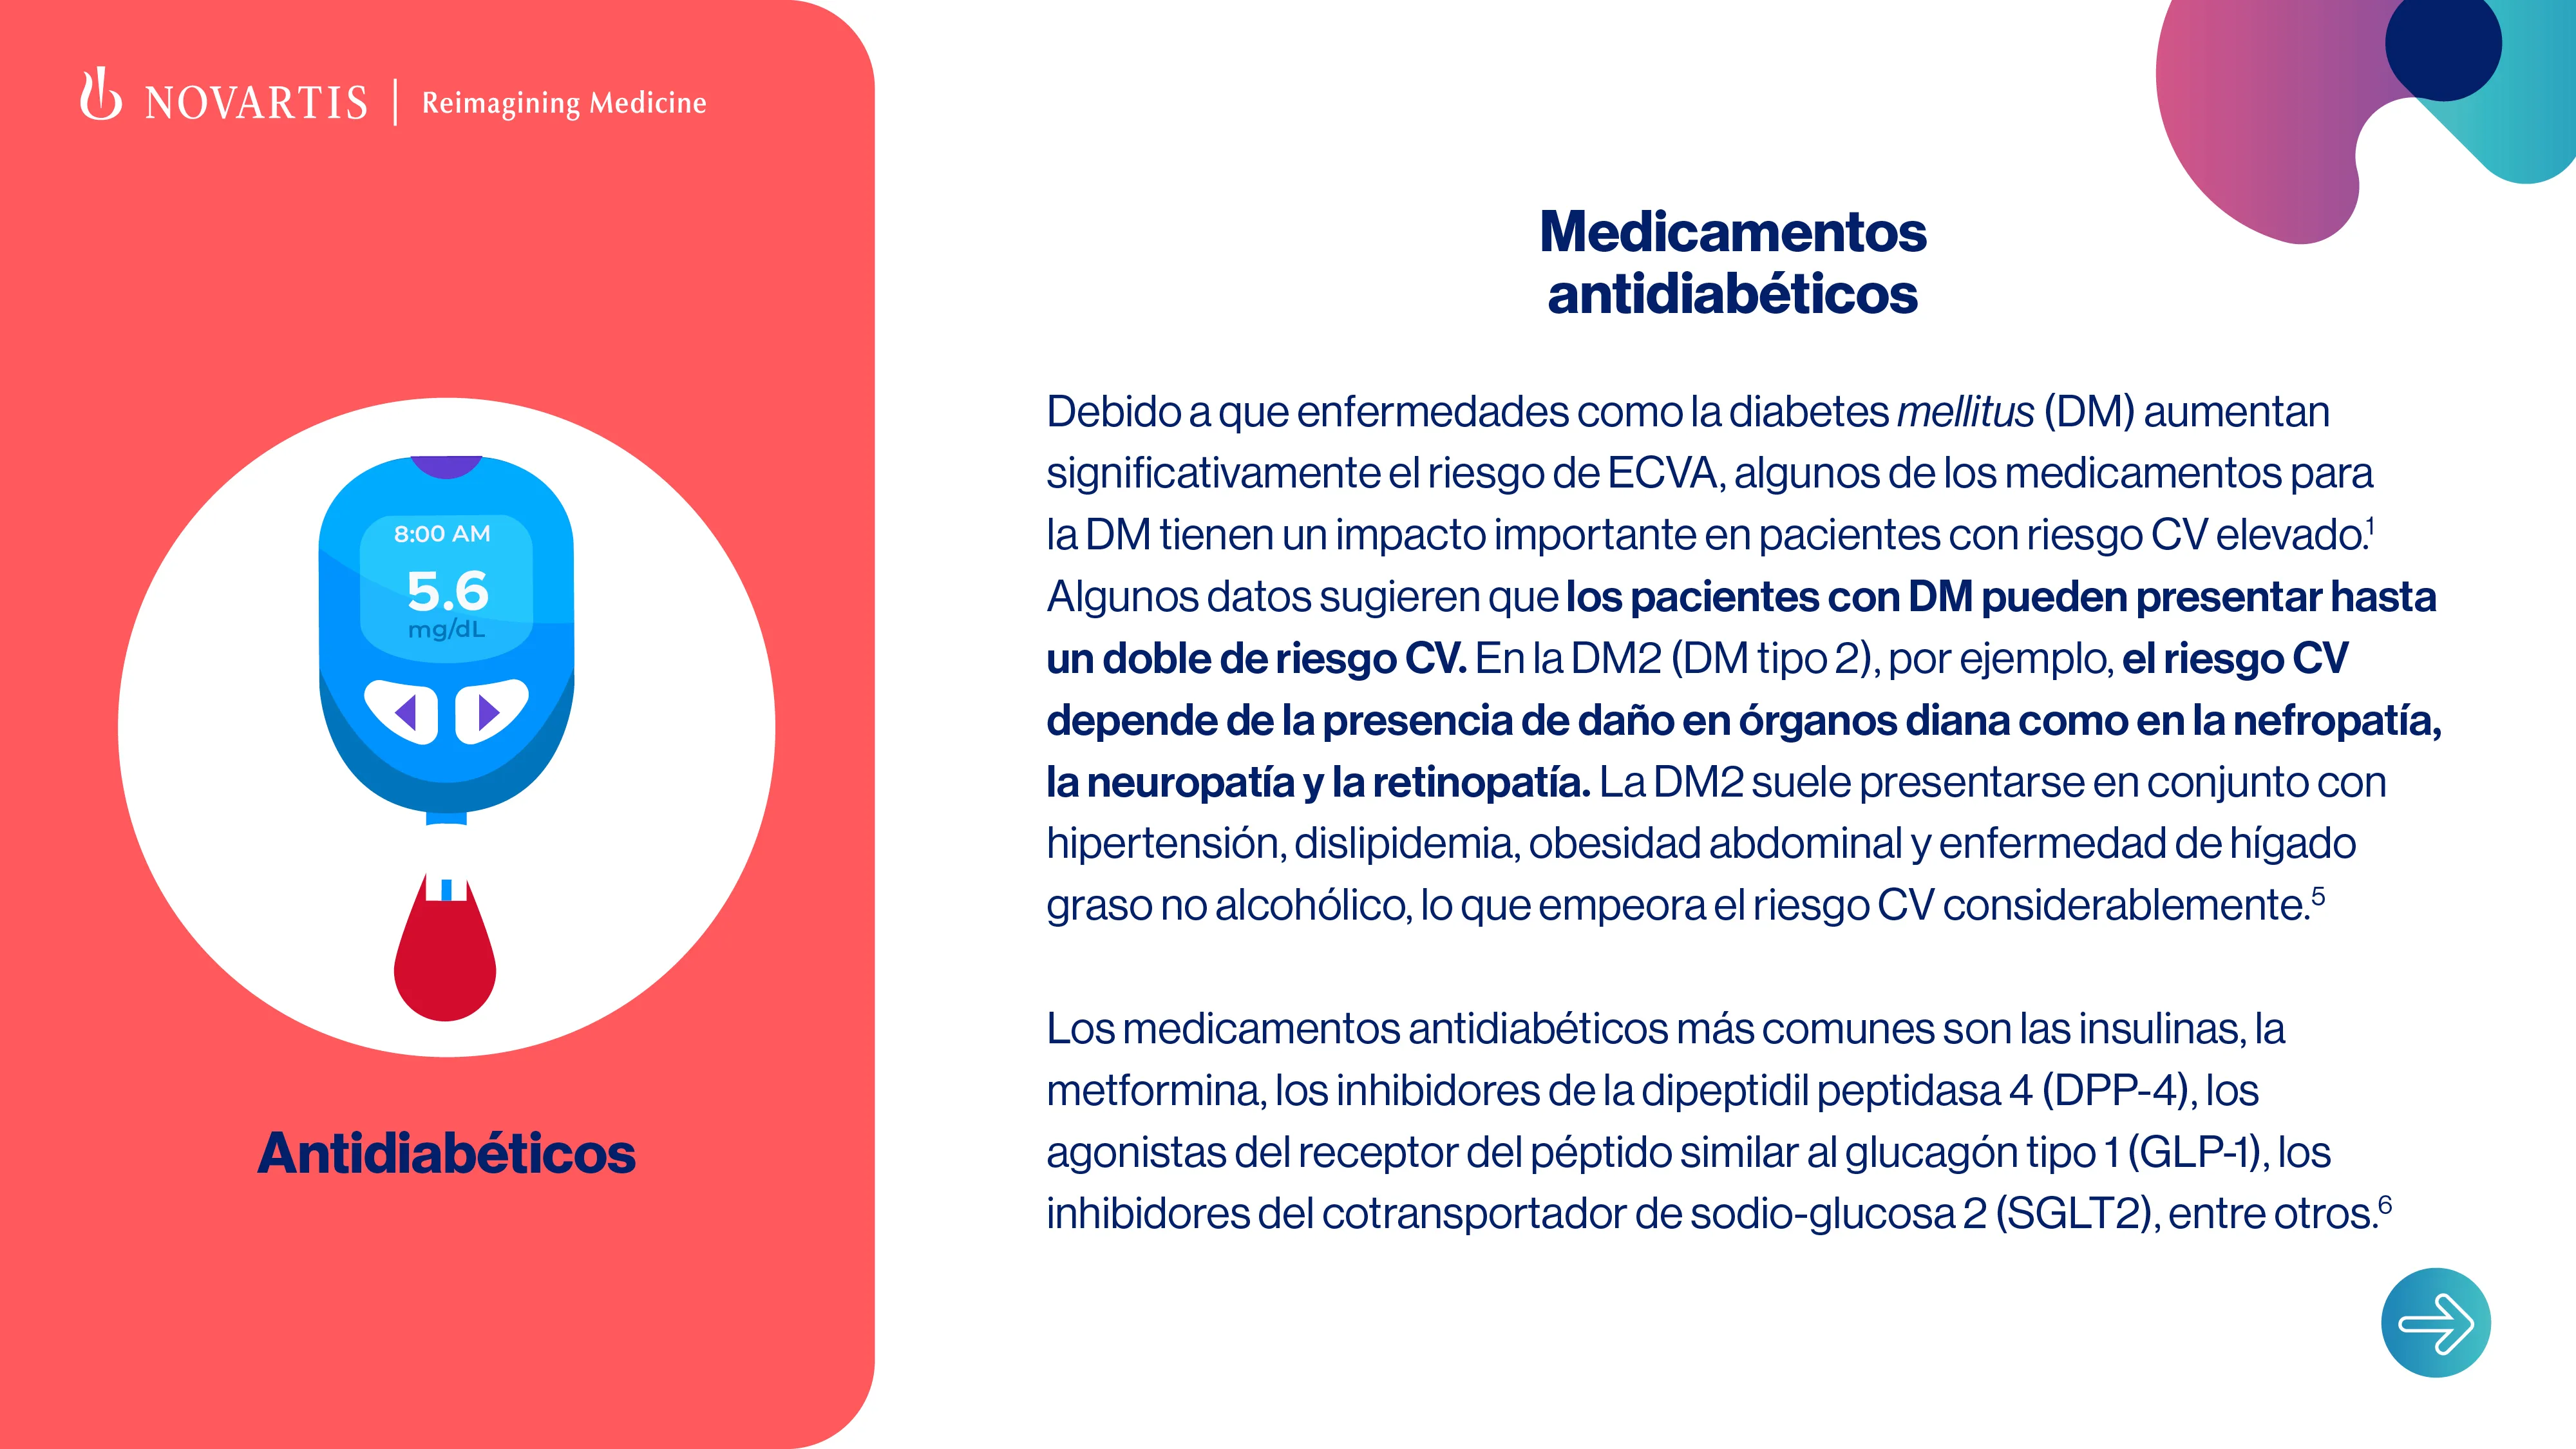 NOVARTIS | Reimagining Medicine
8:00 AM
5.6
mg/dL
Antidiabéticos
Medicamentos
antidiabéticos
Debido a que enfermedades como la diabetes mellitus (DM) aumentan
significativamente el riesgo de ECVA, algunos de los medicamentos para
la DM tienen un impacto importante en pacientes con riesgo CV elevado.¹
Algunos datos sugieren que los pacientes con DM pueden presentar hasta
un doble de riesgo CV. En la DM2 (DM tipo 2), por ejemplo, el riesgo CV
depende de la presencia de daño en órganos diana como en la nefropatía,
la neuropatía y la retinopatía. La DM2 suele presentarse en conjunto con
hipertensión, dislipidemia, obesidad abdominal y enfermedad de hígado
graso no alcohólico, lo que empeora el riesgo CV considerablemente.⁵
Los medicamentos antidiabéticos más comunes son las insulinas, la
metformina, los inhibidores de la dipeptidil peptidasa 4 (DPP-4), los
agonistas del receptor del péptido similar al glucagón tipo 1 (GLP-1), los
inhibidores del cotransportador de sodio-glucosa 2 (SGLT2), entre otros.⁶